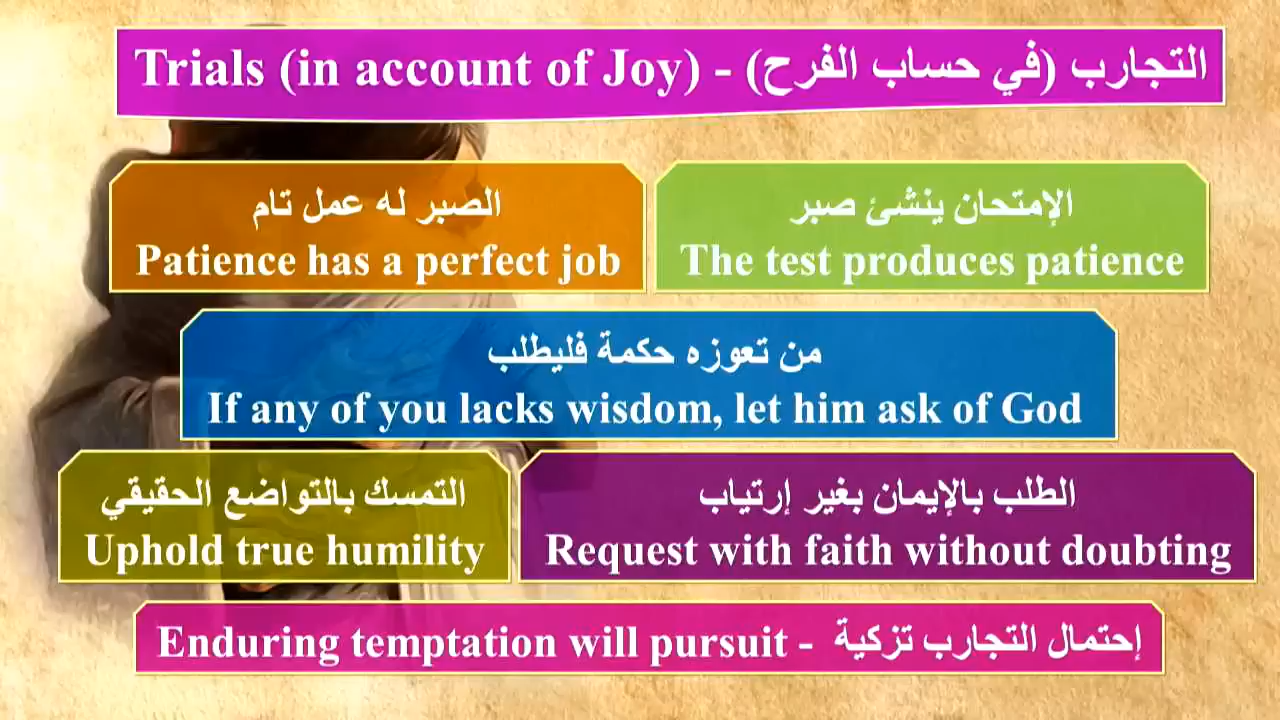 Trials (in account of Joy) - التجارب (في حساب الفرح)
الإمتحان ينشئ صبر
The test produces patience
الصبر له عمل تام
Patience has a perfect job
من تعوزه حكمة فليطلب
If any of you lacks wisdom, let him ask of God
الطلب بالإيمان بغير إرتياب
Request with faith without doubting
التمسك بالتواضع الحقيقي
Uphold true humility
Enduring temptation will pursuit - إحتمال التجارب تزكية